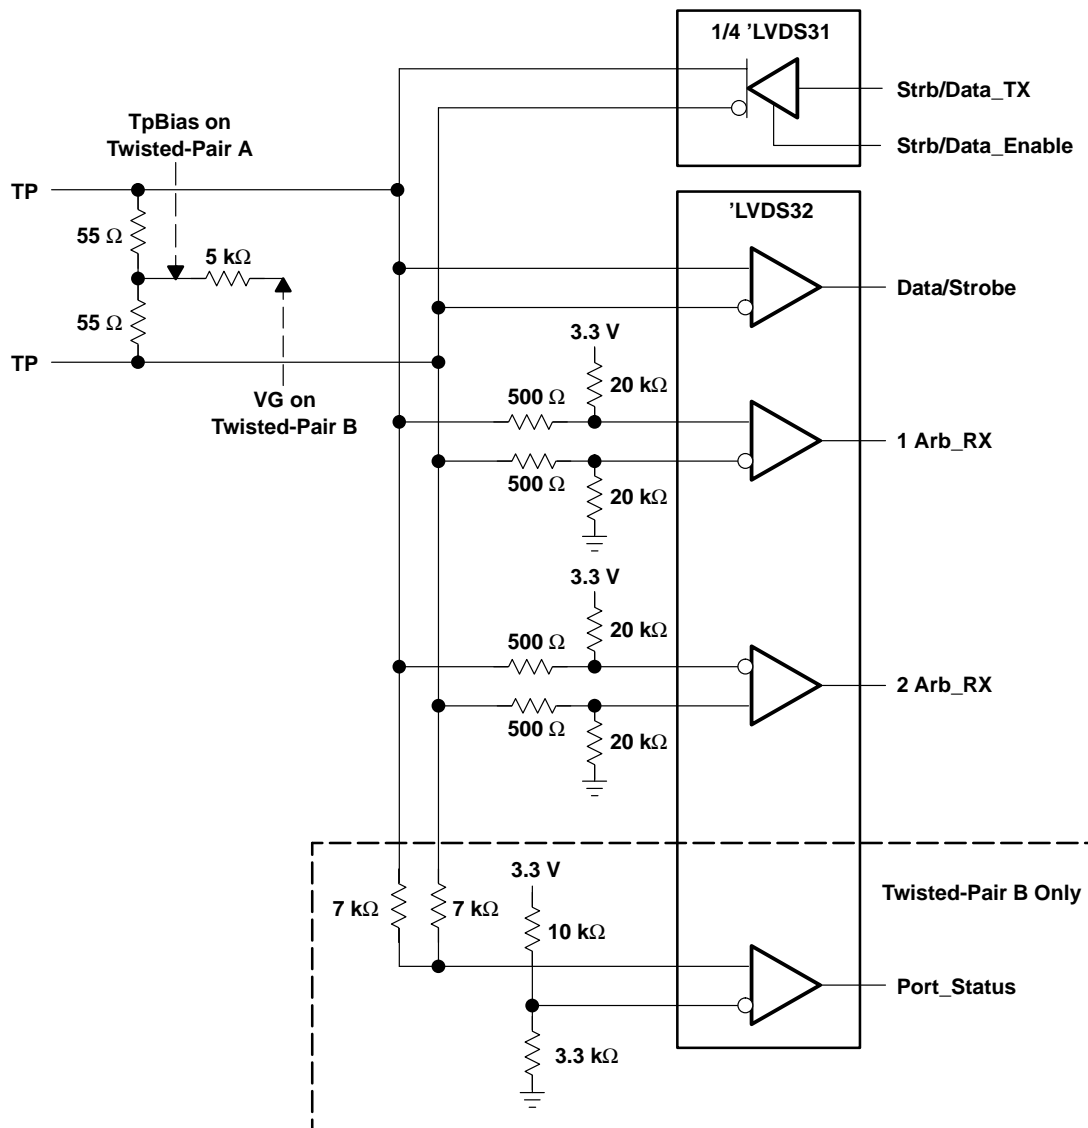 1/4 ’LVDS31
Strb/Data_TX
Strb/Data_Enable
TpBias on
Twisted-Pair A
TP
55 Ω
5 kΩ
55 Ω
TP
VG on
Twisted-Pair B
’LVDS32
Data/Strobe
3.3 V
20 kΩ
500 Ω
1 Arb_RX
500 Ω
20 kΩ
3.3 V
20 kΩ
500 Ω
2 Arb_RX
500 Ω
20 kΩ
Twisted-Pair B Only
3.3 V
7 kΩ
7 kΩ
10 kΩ
Port_Status
3.3 kΩ